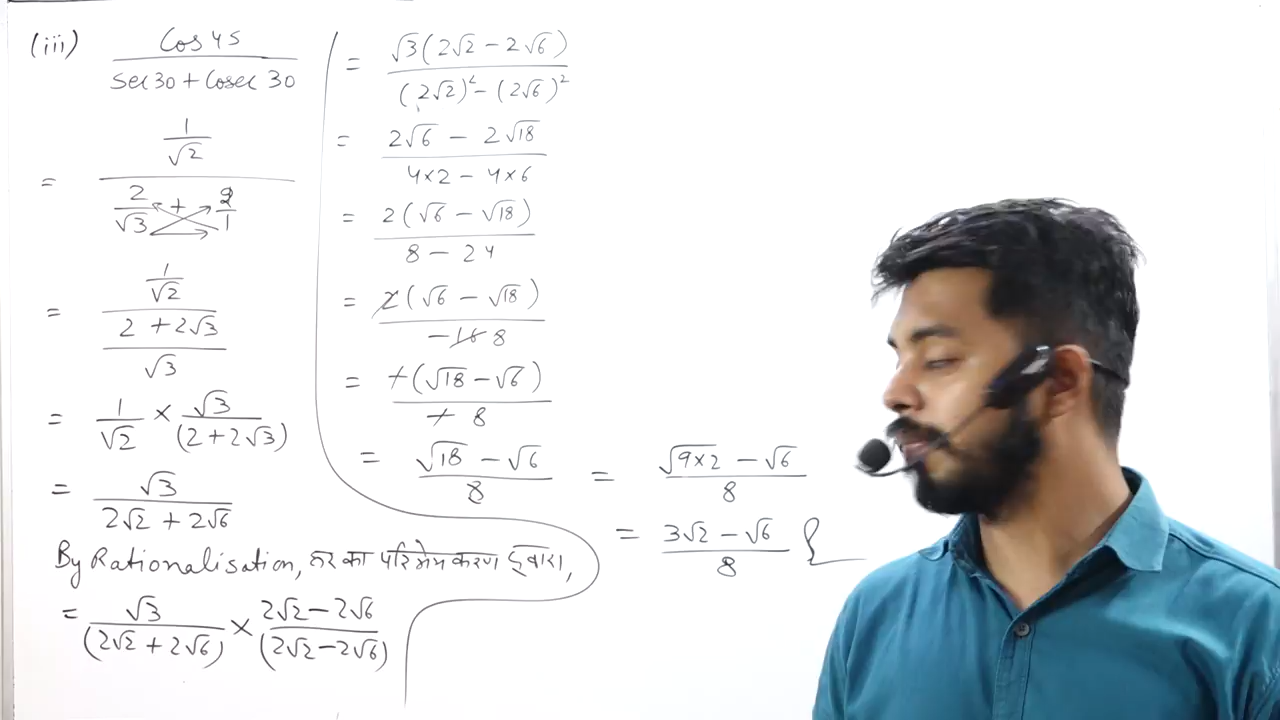 (iii) Cos 45 / sec 30 + Cosec 30
= 1/√2 / 2/√3 + 2/1
= 1/√2 / 2 + 2√3 / √3
= 1/√2 × √3/(2 + 2√3)
= √3 / 2√2 + 2√6
By Rationalisation, हर का परिमेयकरण द्वारा,
= √3/(2√2 + 2√6) × 2√2 − 2√6/(2√2 − 2√6)
= √3(2√2 − 2√6) / (2√2)² − (2√6)²
= 2√6 − 2√18 / 4×2 − 4×6
= 2(√6 − √18) / 8 − 24
= 2(√6 − √18) / −16 8
= −(√18 − √6) / − 8
= √18 − √6 / 8
= √9×2 − √6 / 8
= 3√2 − √6 / 8